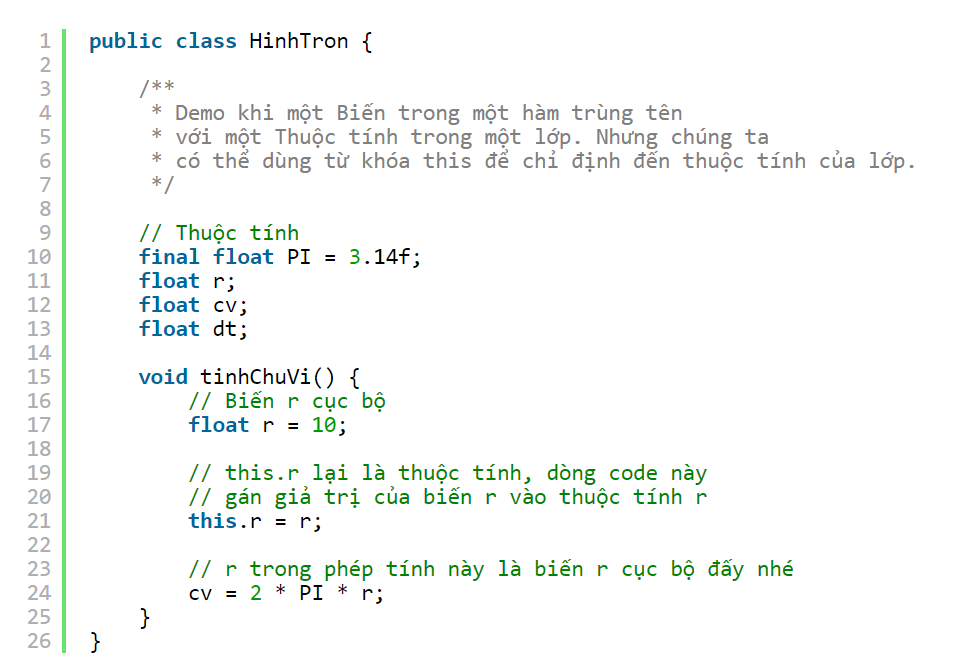 1 public class HinhTron {
2
3 /**
4 * Demo khi một Biến trong một hàm trùng tên
5 * với một Thuộc tính trong một lớp. Nhưng chúng ta
6 * có thể dùng từ khóa this để chỉ định đến thuộc tính của lớp.
7 */
8
9 // Thuộc tính
10 final float PI = 3.14f;
11 float r;
12 float cv;
13 float dt;
14
15 void tinhChuVi() {
16 // Biến r cục bộ
17 float r = 10;
18
19 // this.r lại là thuộc tính, dòng code này
20 // gán giả trị của biến r vào thuộc tính r
21 this.r = r;
22
23 // r trong phép tính này là biến r cục bộ đấy nhé
24 cv = 2 * PI * r;
25 }
26 }